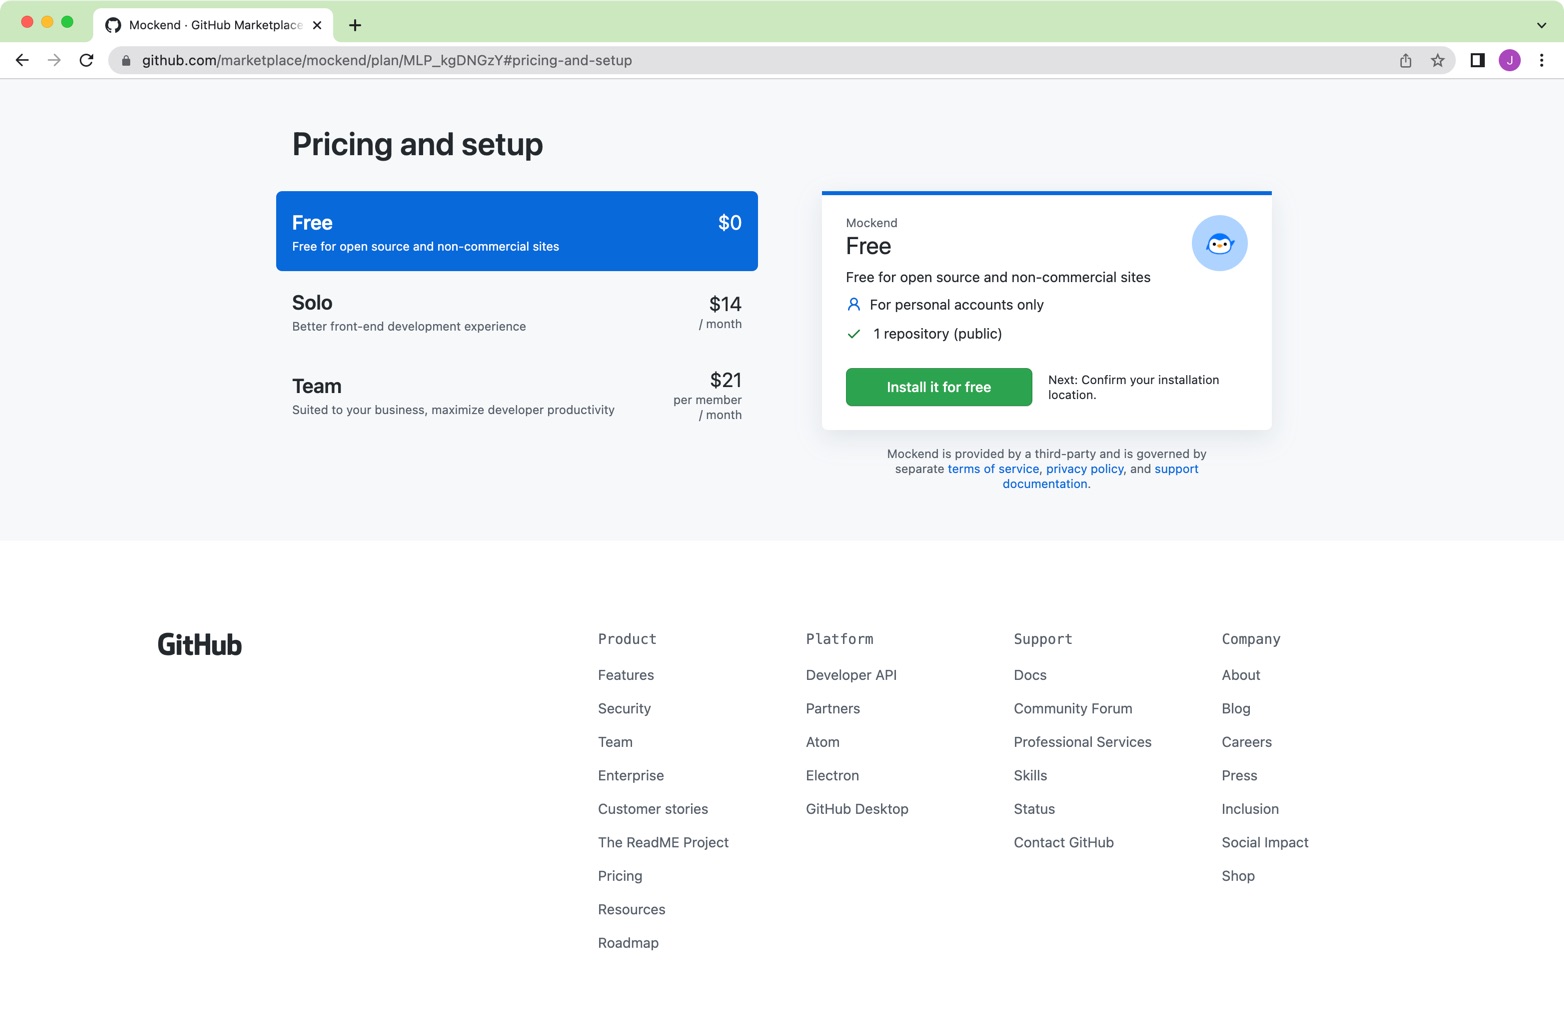 Mockend · GitHub Marketplace
github.com/marketplace/mockend/plan/MLP_kgDNGzY#pricing-and-setup
J
Pricing and setup
Free
$0
Free for open source and non-commercial sites
Solo
$14
Better front-end development experience
/ month
Team
$21
Suited to your business, maximize developer productivity
per member
/ month
Mockend
Free
Free for open source and non-commercial sites
For personal accounts only
1 repository (public)
Install it for free
Next: Confirm your installation
location.
Mockend is provided by a third-party and is governed by
separate terms of service, privacy policy, and support
documentation.
GitHub
Product
Features
Security
Team
Enterprise
Customer stories
The ReadME Project
Pricing
Resources
Roadmap
Platform
Developer API
Partners
Atom
Electron
GitHub Desktop
Support
Docs
Community Forum
Professional Services
Skills
Status
Contact GitHub
Company
About
Blog
Careers
Press
Inclusion
Social Impact
Shop